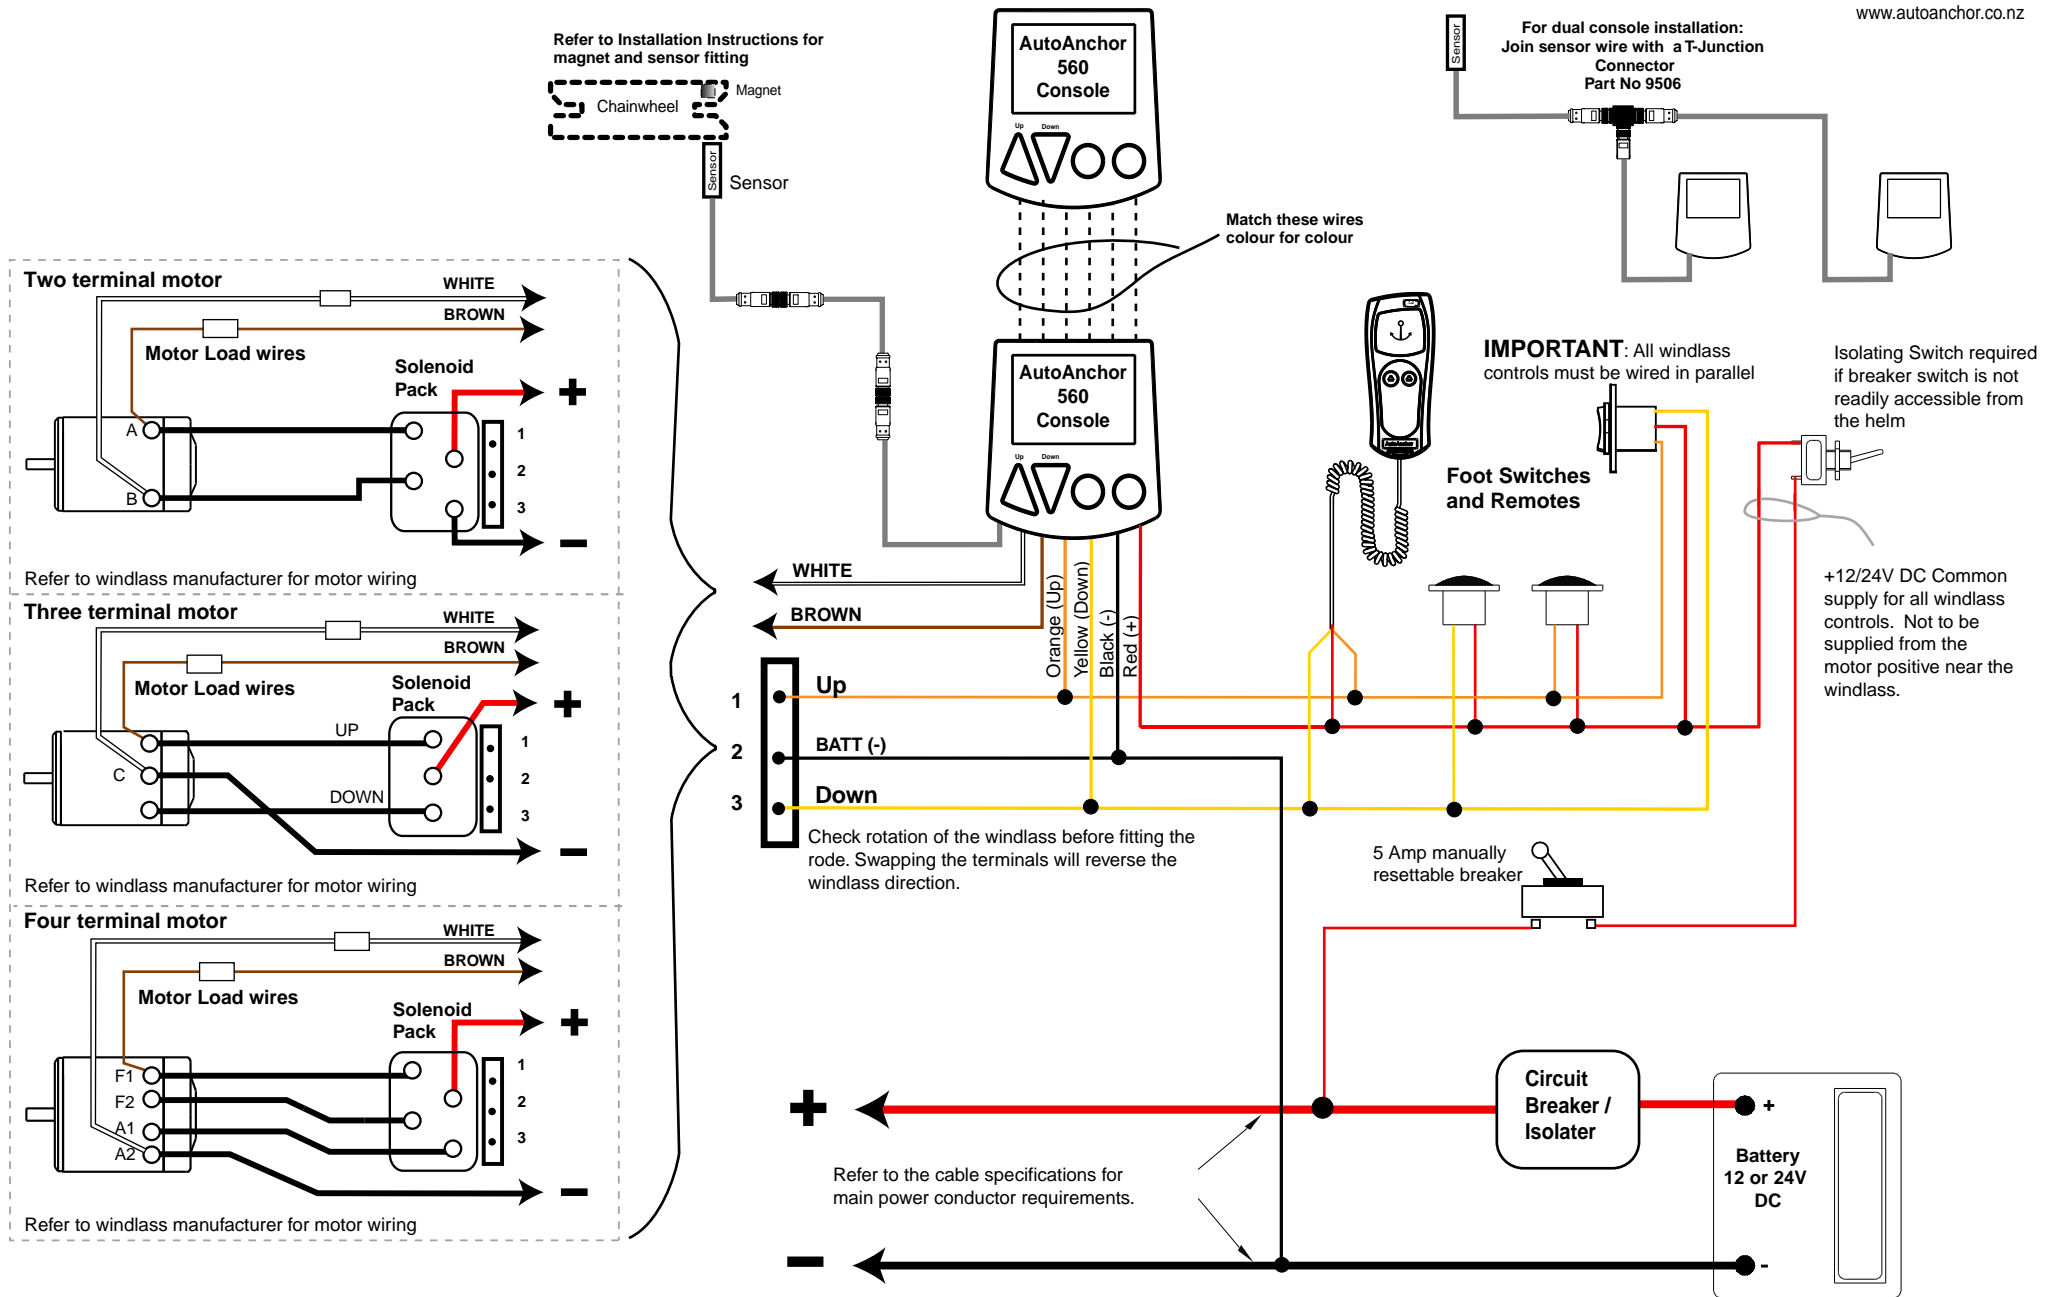 www.autoanchor.co.nz
Refer to Installation Instructions for
magnet and sensor fitting
Chainwheel
Magnet
Sensor
Sensor
AutoAnchor
560
Console
Up
Down
Match these wires
colour for colour
Sensor
For dual console installation:
Join sensor wire with a T-Junction
Connector
Part No 9506
Two terminal motor
WHITE
BROWN
Motor Load wires
Solenoid
Pack
+
A
B
1
2
3
–
Refer to windlass manufacturer for motor wiring
Three terminal motor
WHITE
BROWN
Motor Load wires
Solenoid
Pack
+
UP
C
DOWN
1
2
3
–
Refer to windlass manufacturer for motor wiring
Four terminal motor
WHITE
BROWN
Motor Load wires
Solenoid
Pack
+
F1
F2
A1
A2
1
2
3
–
Refer to windlass manufacturer for motor wiring
AutoAnchor
560
Console
Up
Down
WHITE
BROWN
Orange (Up)
Yellow (Down)
Black (-)
Red (+)
1
Up
2
BATT (-)
3
Down
Check rotation of the windlass before fitting the
rode. Swapping the terminals will reverse the
windlass direction.
AutoAnchor
Foot Switches
and Remotes
IMPORTANT: All windlass
controls must be wired in parallel
Isolating Switch required
if breaker switch is not
readily accessible from
the helm
+12/24V DC Common
supply for all windlass
controls. Not to be
supplied from the
motor positive near the
windlass.
5 Amp manually
resettable breaker
+
Circuit
Breaker /
Isolater
+
Battery
12 or 24V
DC
-
Refer to the cable specifications for
main power conductor requirements.
–